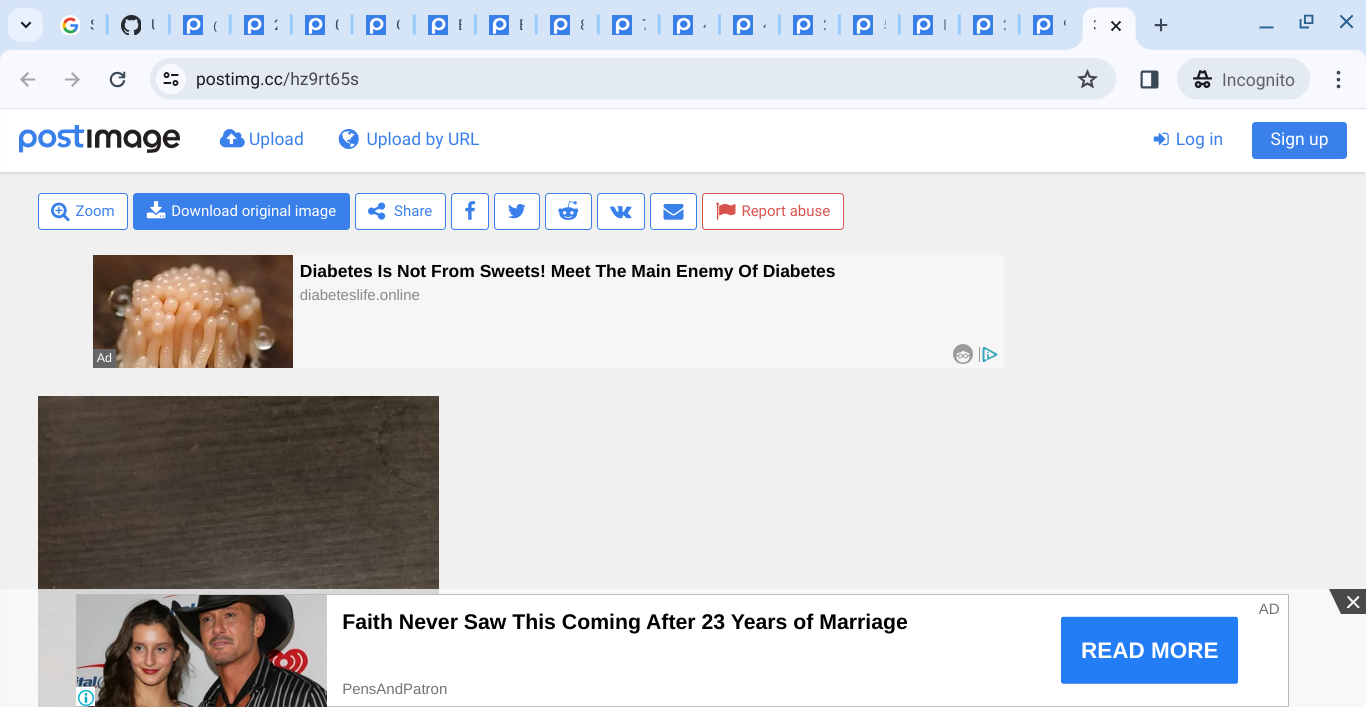 postimg.cc/hz9rt65s
Incognito
postimage
Upload
Upload by URL
Log in
Sign up
Zoom
Download original image
Share
Report abuse
Diabetes Is Not From Sweets! Meet The Main Enemy Of Diabetes
diabeteslife.online
Ad
AD
Faith Never Saw This Coming After 23 Years of Marriage
READ MORE
PensAndPatron